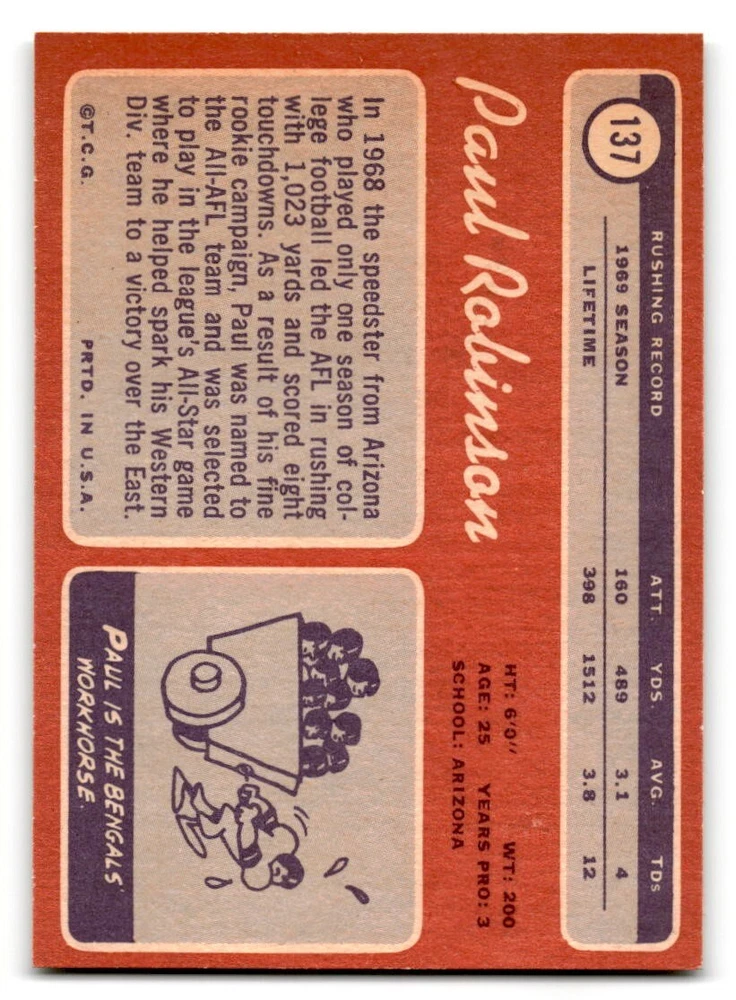 137
RUSHING RECORD ATT. YDS. AVG. TDs
1969 SEASON 160 489 3.1 4
LIFETIME 398 1512 3.8 12
Paul Robinson
HT: 6'0" WT: 200
AGE: 25 YEARS PRO: 3
SCHOOL: ARIZONA
In 1968 the speedster from Arizona
who played only one season of col-
lege football led the AFL in rushing
with 1,023 yards and scored eight
touchdowns. As a result of his fine
rookie campaign, Paul was named to
the All-AFL team and was selected
to play in the league's All-Star game
where he helped spark his Western
Div. team to a victory over the East.
©T.C.G. PRTD. IN U.S.A.
PAUL IS THE BENGALS
WORKHORSE.